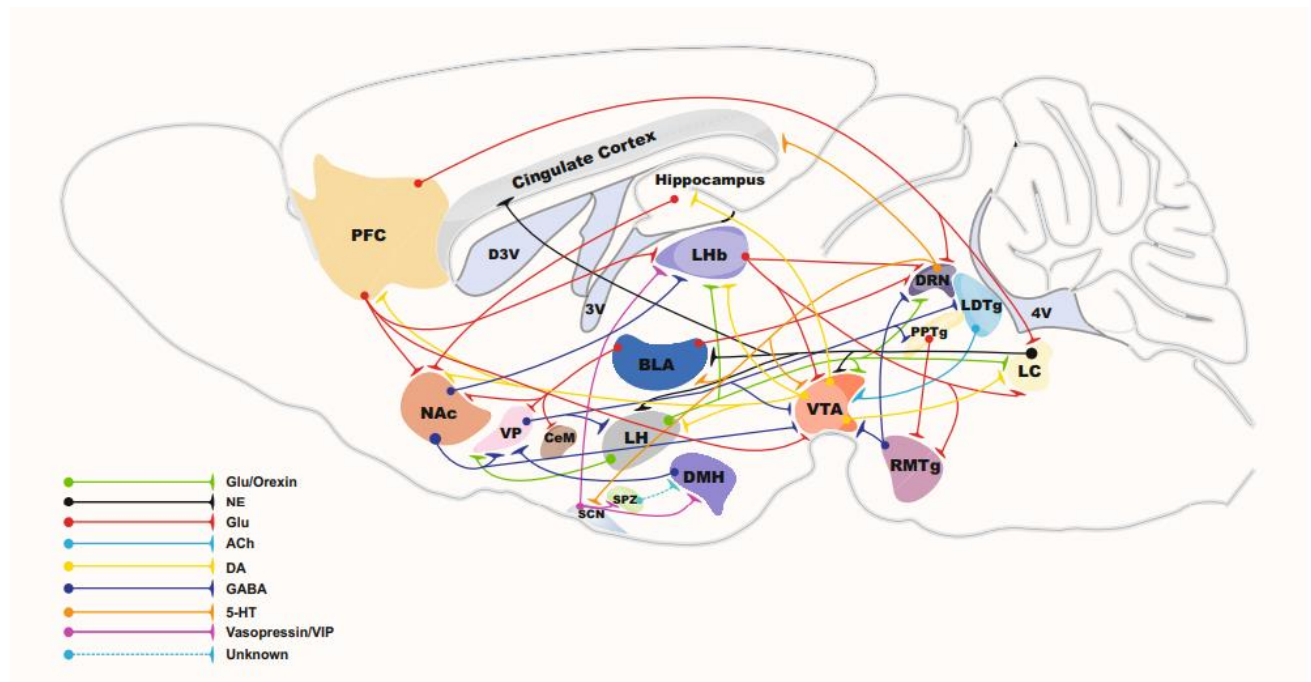 Cingulate Cortex
Hippocampus
PFC
D3V
LHb
3V
DRN
LDTg
4V
PPTg
BLA
LC
NAc
VP
CeM
LH
VTA
DMH
RMTg
SPZ
SCN
Glu/Orexin
NE
Glu
ACh
DA
GABA
5-HT
Vasopressin/VIP
Unknown